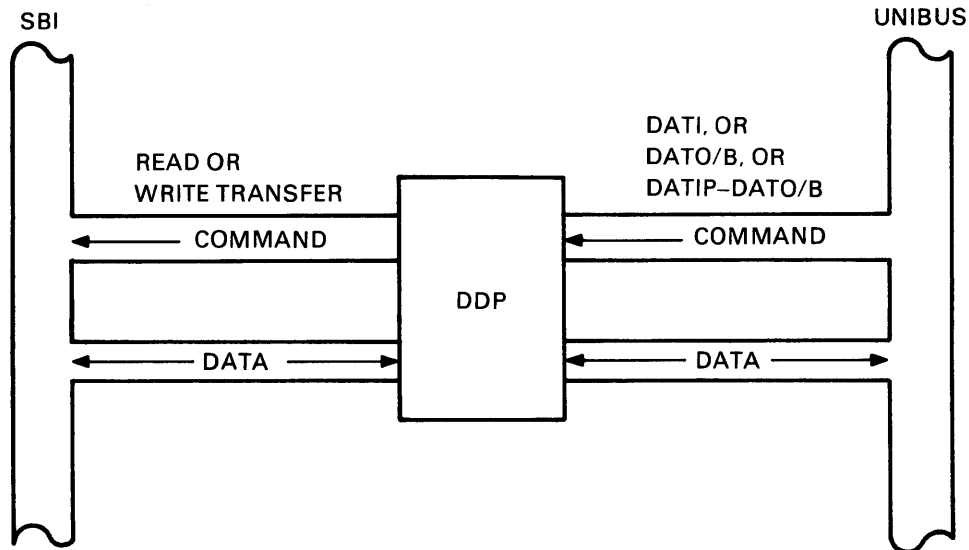 SBI
UNIBUS
READ OR
WRITE TRANSFER
DATI, OR
DATO/B, OR
DATIP–DATO/B
COMMAND
COMMAND
DDP
DATA
DATA